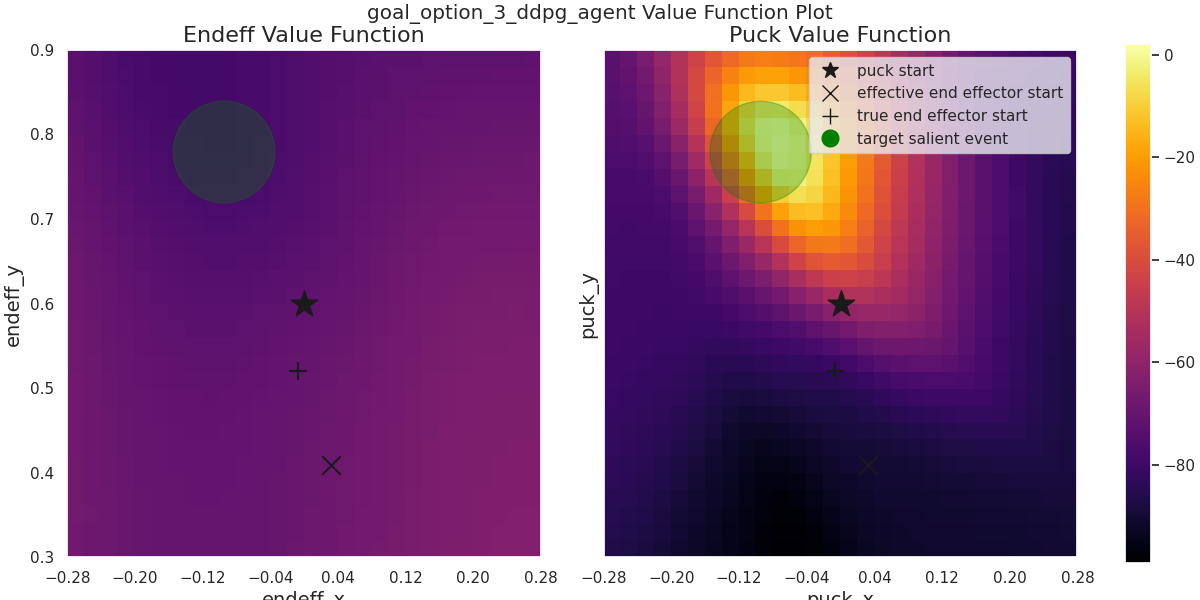 goal_option_3_ddpg_agent Value Function Plot
Endeff Value Function
Puck Value Function
puck start
effective end effector start
true end effector start
target salient event
endeff_y
0.9
0.8
0.7
0.6
0.5
0.4
0.3
−0.28 −0.20 −0.12 −0.04 0.04 0.12 0.20 0.28
endeff_x
puck_y
−0.28 −0.20 −0.12 −0.04 0.04 0.12 0.20 0.28
puck_x
0
−20
−40
−60
−80